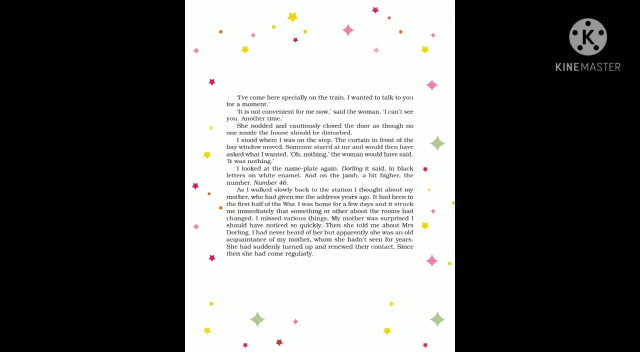 K
KINEMASTER
'I've come here specially on the train. I wanted to talk to you
for a moment.'
'It is not convenient for me now,' said the woman. 'I can't see
you. Another time.'
She nodded and cautiously closed the door as though no
one inside the house should be disturbed.
I stood where I was on the step. The curtain in front of the
bay window moved. Someone stared at me and would then have
asked what I wanted. 'Oh, nothing,' the woman would have said.
'It was nothing.'
I looked at the name-plate again. Dorling it said, in black
letters on white enamel. And on the jamb, a bit higher, the
number. Number 46.
As I walked slowly back to the station I thought about my
mother, who had given me the address years ago. It had been in
the first half of the War. I was home for a few days and it struck
me immediately that something or other about the rooms had
changed. I missed various things. My mother was surprised I
should have noticed so quickly. Then she told me about Mrs
Dorling. I had never heard of her but apparently she was an old
acquaintance of my mother, whom she hadn't seen for years.
She had suddenly turned up and renewed their contact. Since
then she had come regularly.